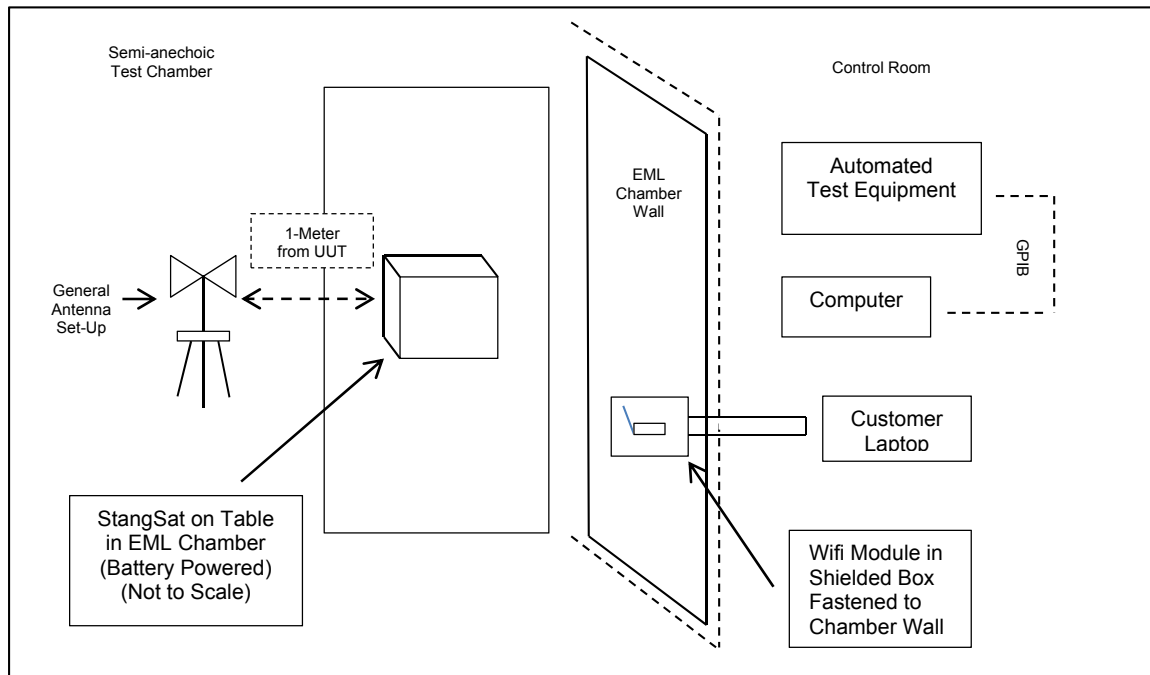 Semi-anechoic
Test Chamber
Control Room
Automated
Test Equipment
EML
Chamber
Wall
1-Meter
from UUT
GPIB
General
Antenna
Set-Up
Computer
Customer
Laptop
StangSat on Table
in EML Chamber
(Battery Powered)
(Not to Scale)
Wifi Module in
Shielded Box
Fastened to
Chamber Wall